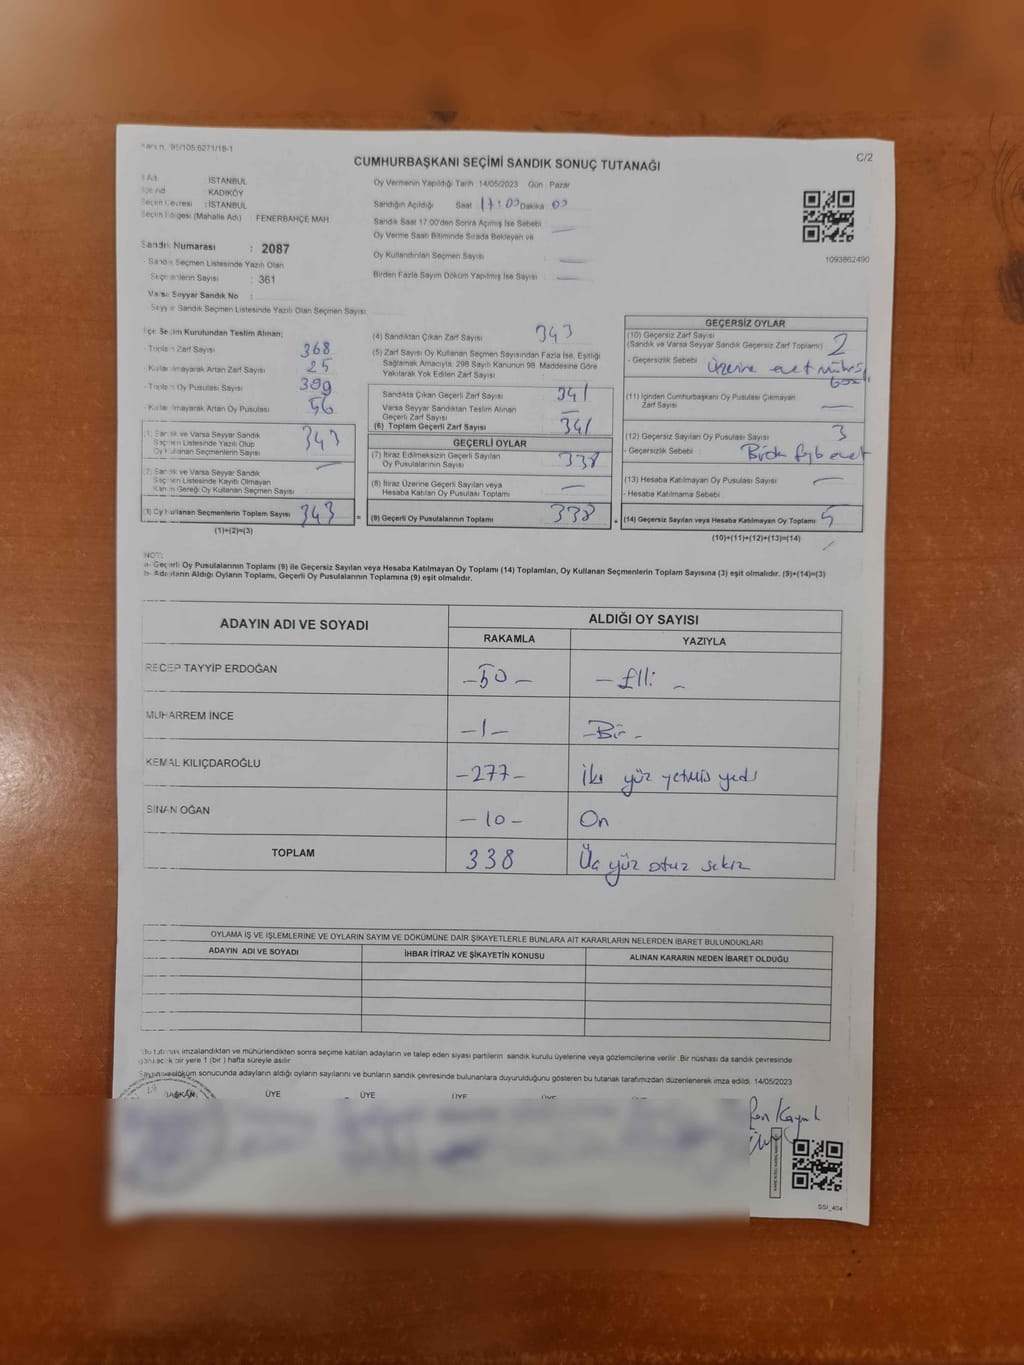 95/105.6271/18-1
CUMHURBAŞKANI SEÇİMİ SANDIK SONUÇ TUTANAĞI
C/2
İSTANBUL
KADIKÖY
Seçim Çevresi : İSTANBUL
Seçim Bölgesi (Mahalle Adı) FENERBAHÇE MAH.
Sandık Numarası : 2087
- Sandık Seçmen Listesinde Yazılı Olan
Seçmenlerin Sayısı : 361
Varsa Seyyar Sandık No :
- Seyyar Sandık Seçmen Listesinde Yazılı Olan Seçmen Sayısı
Oy Vermenin Yapıldığı Tarih 14/05/2023 Gün Pazar
Sandığın Açıldığı Saat 17:00 Dakika 00
Sandık Saat 17.00'den Sonra Açılmış İse Sebebi
Oy Verme Saati Bitiminde Sırada Bekleyen ve
Oy Kullandırılan Seçmen Sayısı
Birden Fazla Sayım Döküm Yapılmış İse Sayısı
1093862490
İlçe Seçim Kurulundan Teslim Alınan;
- Toplam Zarf Sayısı 368
- Kullanılmayarak Artan Zarf Sayısı 25
- Toplam Oy Pusulası Sayısı 399
- Kullanılmayarak Artan Oy Pusulası 56
(1) Sandık ve Varsa Seyyar Sandık
Seçmen Listesinde Yazılı Olup
Oy Kullanan Seçmenlerin Sayısı 343
(2) Sandık ve Varsa Seyyar Sandık
Seçmen Listesinde Kayıtlı Olmayan
Kanun Gereği Oy Kullanan Seçmen Sayısı
(3) Oy Kullanan Seçmenlerin Toplam Sayısı 343 =
(1)+(2)=(3)
(4) Sandıktan Çıkan Zarf Sayısı 343
(5) Zarf Sayısı Oy Kullanan Seçmen Sayısından Fazla İse, Eşitliği
Sağlamak Amacıyla, 298 Sayılı Kanunun 98. Maddesine Göre
Yakılarak Yok Edilen Zarf Sayısı
Sandıkta Çıkan Geçerli Zarf Sayısı 341
Varsa Seyyar Sandıktan Teslim Alınan
Geçerli Zarf Sayısı
(6) Toplam Geçerli Zarf Sayısı 341
GEÇERLİ OYLAR
(7) İtiraz Edilmeksizin Geçerli Sayılan
Oy Pusulalarının Sayısı 338
(8) İtiraz Üzerine Geçerli Sayılan veya
Hesaba Katılan Oy Pusulası Toplamı
(9) Geçerli Oy Pusulalarının Toplamı 338 +
GEÇERSİZ OYLAR
(10) Geçersiz Zarf Sayısı
(Sandık ve Varsa Seyyar Sandık Geçersiz Zarf Toplamı) 2
- Geçersizlik Sebebi : Üzerine evet
(11) İçinden Cumhurbaşkanı Oy Pusulası Çıkmayan
Zarf Sayısı
(12) Geçersiz Sayılan Oy Pusulası Sayısı 3
- Geçersizlik Sebebi : evet
(13) Hesaba Katılmayan Oy Pusulası Sayısı
- Hesaba Katılmama Sebebi
(14) Geçersiz Sayılan veya Hesaba Katılmayan Oy Toplamı 5
(10)+(11)+(12)+(13)=(14)
NOT:
a- Geçerli Oy Pusulalarının Toplamı (9) ile Geçersiz Sayılan veya Hesaba Katılmayan Oy Toplamı (14) Toplamları, Oy Kullanan Seçmenlerin Toplam Sayısına (3) eşit olmalıdır. (9)+(14)=(3)
b- Adayların Aldığı Oyların Toplamı, Geçerli Oy Pusulalarının Toplamına (9) eşit olmalıdır.
ADAYIN ADI VE SOYADI ALDIĞI OY SAYISI
RAKAMLA YAZIYLA
RECEP TAYYİP ERDOĞAN -50- -Elli-
MUHARREM İNCE -1- -Bir-
KEMAL KILIÇDAROĞLU -277- İki yüz yetmiş yedi
SİNAN OĞAN -10- On
TOPLAM 338 Üç yüz otuz sekiz
OYLAMA İŞ VE İŞLEMLERİNE VE OYLARIN SAYIM VE DÖKÜMÜNE DAİR ŞİKAYETLERLE BUNLARA AİT KARARLARIN NELERDEN İBARET BULUNDUKLARI
ADAYIN ADI VE SOYADI İHBAR İTİRAZ VE ŞİKAYETİN KONUSU ALINAN KARARIN NEDEN İBARET OLDUĞU
Bu tutanak imzalandıktan ve mühürlendikten sonra seçime katılan adayların ve talep eden siyasi partilerin sandık kurulu üyelerine veya gözlemcilerine verilir. Bir nüshası da sandık çevresinde
görülecek bir yere 1 (bir) hafta süreyle asılır.
Sayım ve döküm sonucunda adayların aldığı oyların sayılarını ve bunların sandık çevresinde bulunanlara duyurulduğunu gösteren bu tutanak tarafımızdan düzenlenerek imza edildi. 14/05/2023
BAŞKAN ÜYE ÜYE ÜYE ÜYE
SSI_404